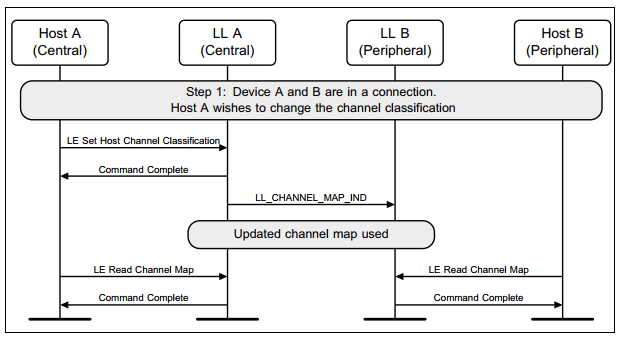 Host A
(Central)
LL A
(Central)
LL B
(Peripheral)
Host B
(Peripheral)
Step 1:  Device A and B are in a connection.
Host A wishes to change the channel classification
LE Set Host Channel Classification
Command Complete
LL_CHANNEL_MAP_IND
Updated channel map used
LE Read Channel Map
LE Read Channel Map
Command Complete
Command Complete